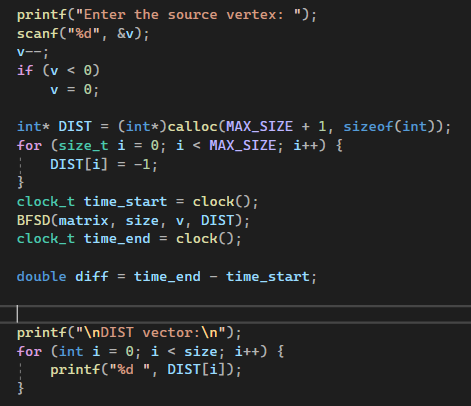 printf("Enter the source vertex: ");
scanf("%d", &v);
v--;
if (v < 0)
    v = 0;

int* DIST = (int*)calloc(MAX_SIZE + 1, sizeof(int));
for (size_t i = 0; i < MAX_SIZE; i++) {
    DIST[i] = -1;
}
clock_t time_start = clock();
BFSD(matrix, size, v, DIST);
clock_t time_end = clock();

double diff = time_end - time_start;


printf("\nDIST vector:\n");
for (int i = 0; i < size; i++) {
    printf("%d ", DIST[i]);
}